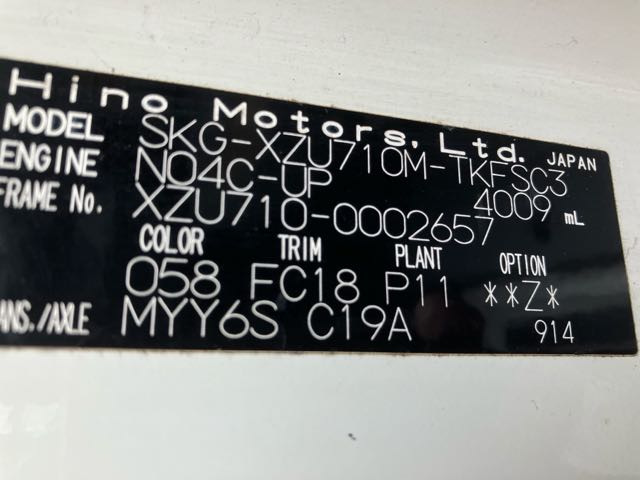 Hino Motors, Ltd. JAPAN
MODEL SKG-XZU710M-TKFSC3
ENGINE N04C-UP 4009 mL
FRAME No. XZU710-0002657
COLOR TRIM PLANT OPTION
058 FC18 P11 **Z*
ANS./AXLE MYY6S C19A 914